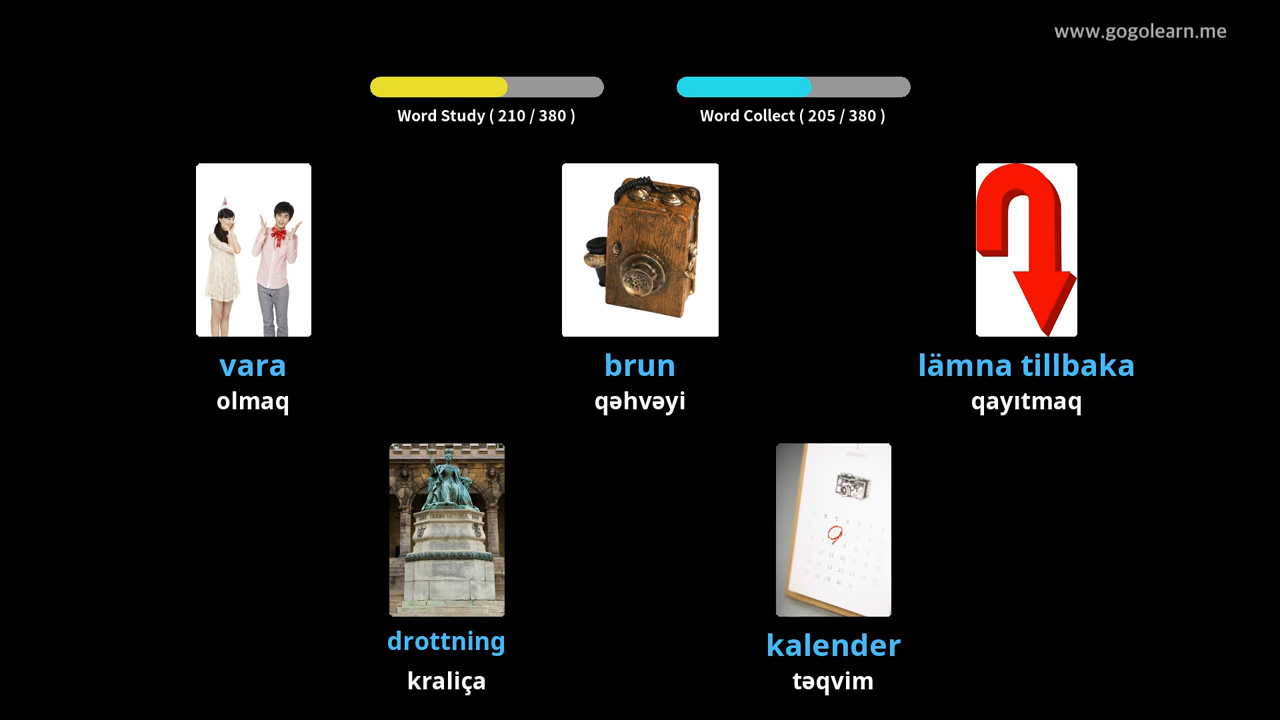 www.gogolearn.me
Word Study ( 210 / 380 )
Word Collect ( 205 / 380 )
vara
olmaq
brun
qəhvəyi
lämna tillbaka
qayıtmaq
drottning
kraliça
kalender
təqvim